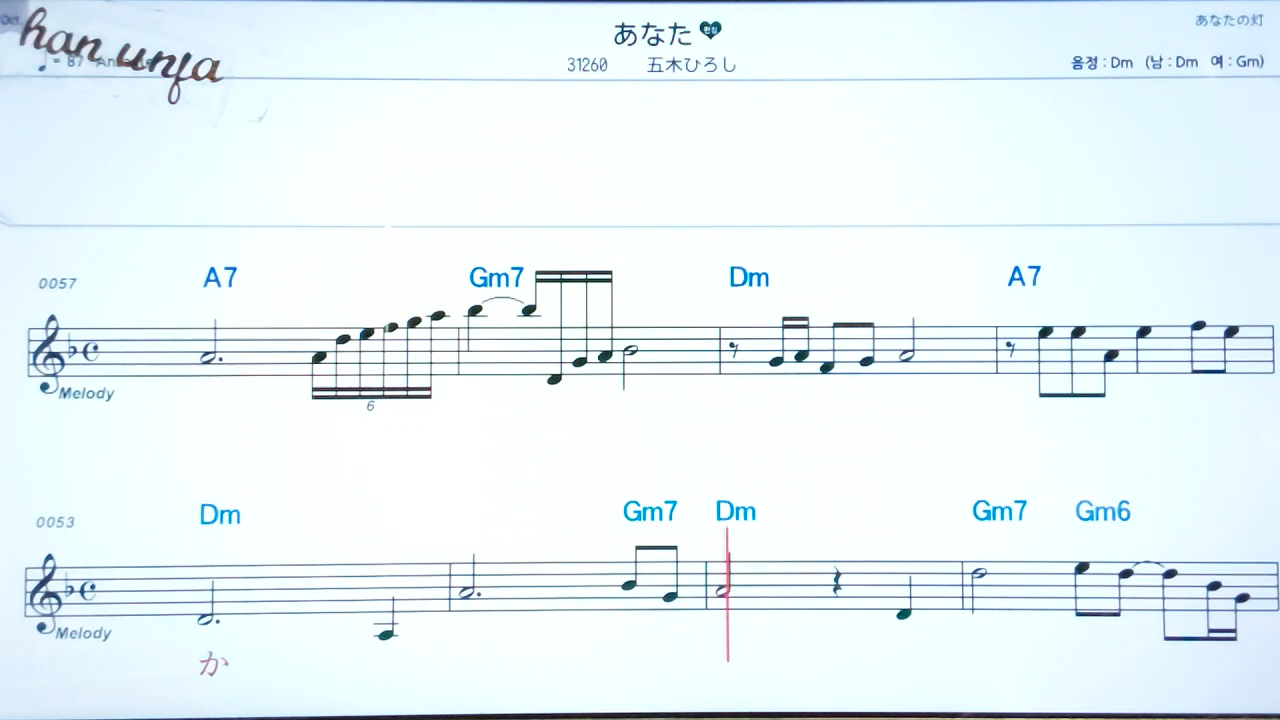 han unja
あなた
あなたの灯
31260 五木ひろし
음정 : Dm (남 : Dm 여 : Gm)
0057 A7 Gm7 Dm A7
Melody
6
0053 Dm Gm7 Dm Gm7 Gm6
Melody
か